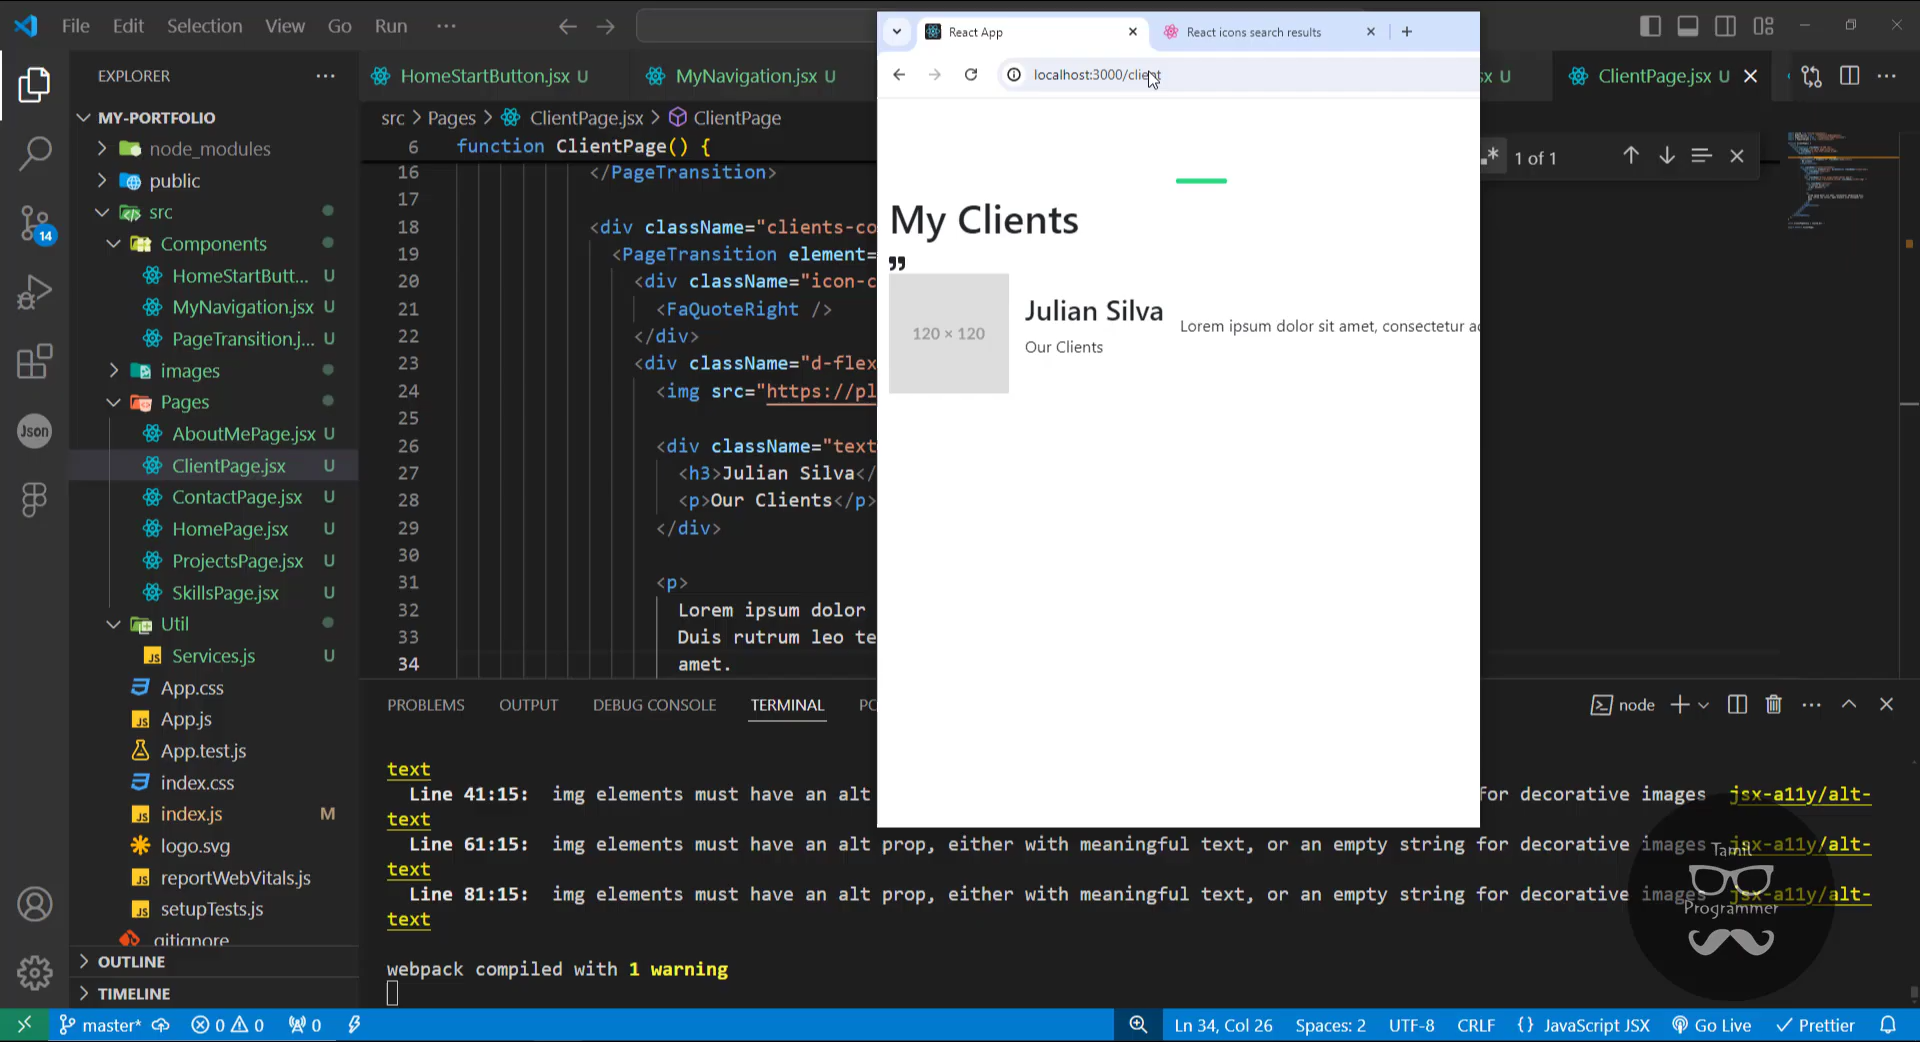 File Edit Selection View Go Run ···
React App
React icons search results
localhost:3000/client
EXPLORER
MY-PORTFOLIO
node_modules
public
src
Components
HomeStartButt... U
MyNavigation.jsx U
PageTransition.j... U
images
Pages
AboutMePage.jsx U
ClientPage.jsx U
ContactPage.jsx U
HomePage.jsx U
ProjectsPage.jsx U
SkillsPage.jsx U
Util
Services.js U
App.css
App.js
App.test.js
index.css
index.js M
logo.svg
reportWebVitals.js
setupTests.js
.gitignore
OUTLINE
TIMELINE
14
Json
HomeStartButton.jsx U
MyNavigation.jsx U
sx U
ClientPage.jsx U
src > Pages > ClientPage.jsx > ClientPage
1 of 1
6 function ClientPage() {
16 </PageTransition>
17
18 <div className="clients-co
19 <PageTransition element=
20 <div className="icon-c
21 <FaQuoteRight />
22 </div>
23 <div className="d-flex
24 <img src="https://pl
25
26 <div className="text
27 <h3>Julian Silva</
28 <p>Our Clients</p>
29 </div>
30
31 <p>
32 Lorem ipsum dolor
33 Duis rutrum leo te
34 amet.
My Clients
120 × 120
Julian Silva
Our Clients
Lorem ipsum dolor sit amet, consectetur ad
PROBLEMS OUTPUT DEBUG CONSOLE TERMINAL PO
node
text
Line 41:15: img elements must have an alt for decorative images jsx-a11y/alt-
text
Line 61:15: img elements must have an alt prop, either with meaningful text, or an empty string for decorative images jsx-a11y/alt-
text
Line 81:15: img elements must have an alt prop, either with meaningful text, or an empty string for decorative images jsx-a11y/alt-
text
webpack compiled with 1 warning
Tamil
Programmer
master* 0 0 0
Ln 34, Col 26 Spaces: 2 UTF-8 CRLF {} JavaScript JSX Go Live Prettier